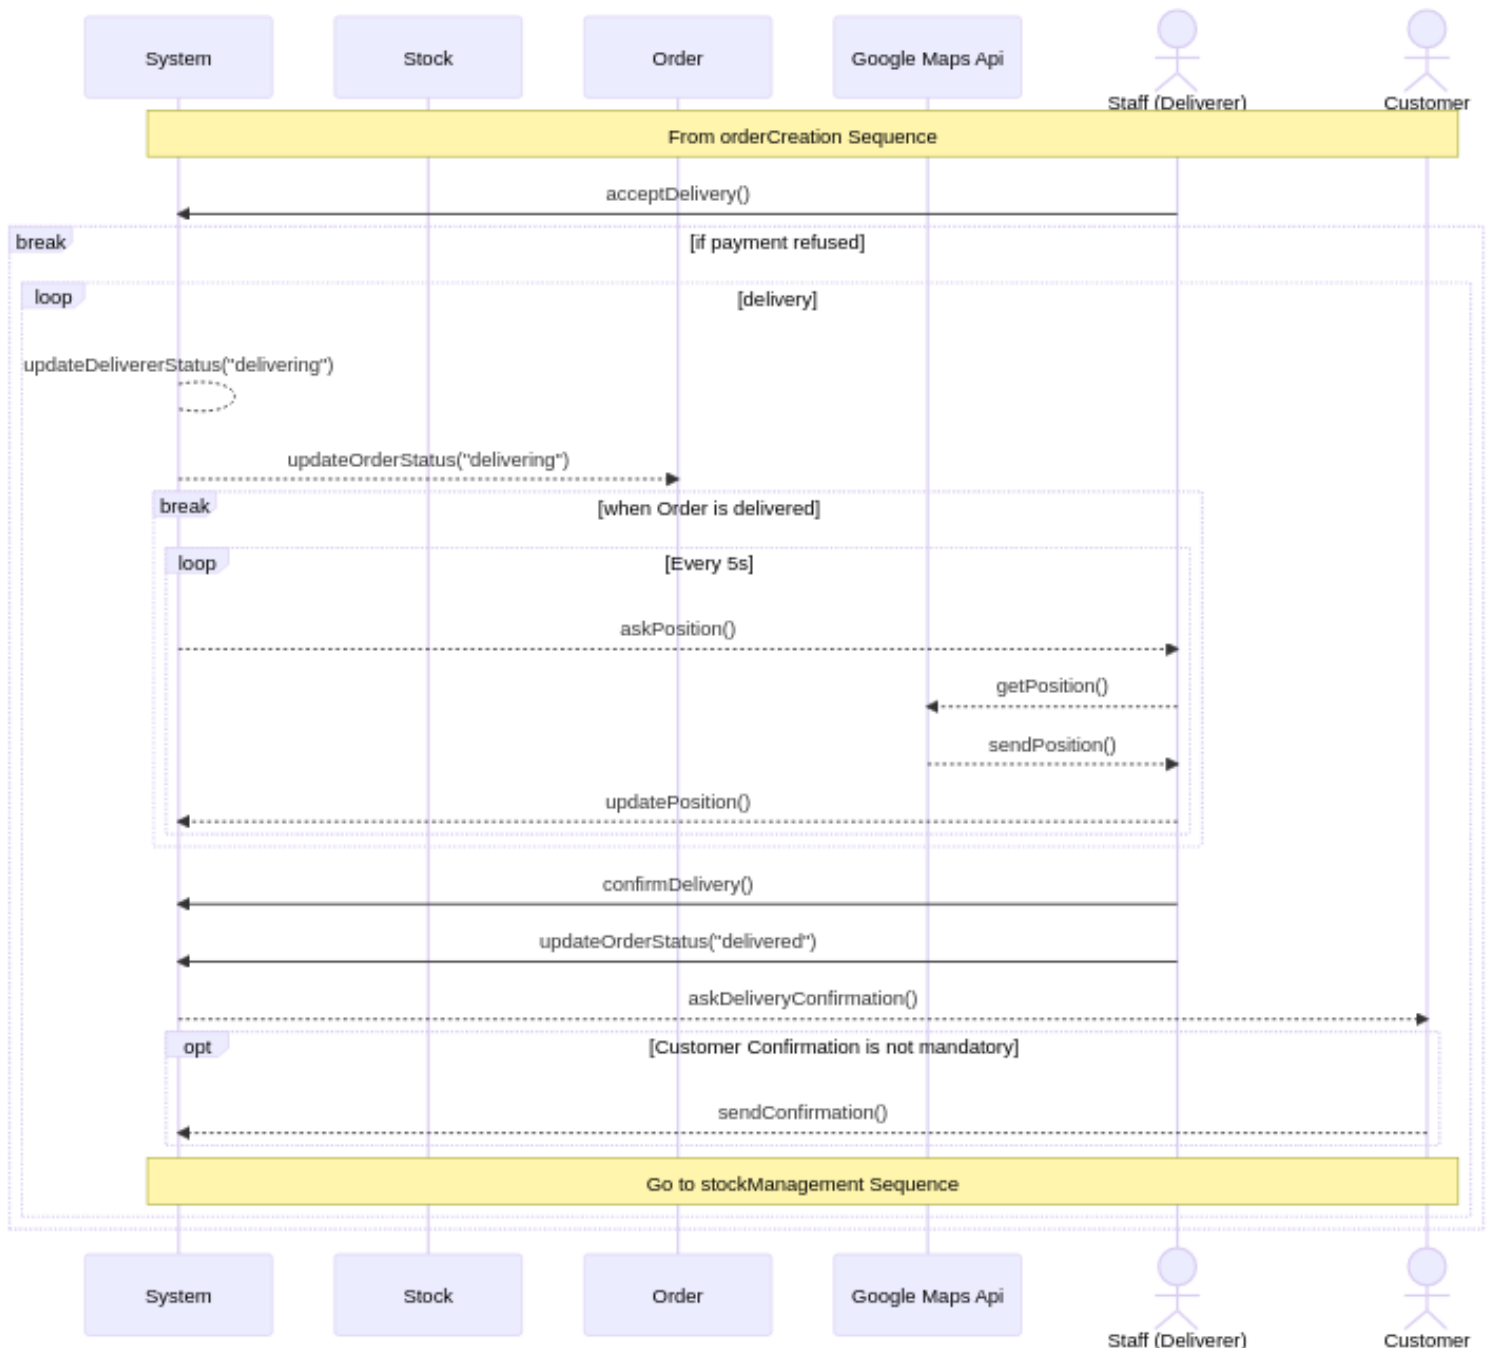 System
Stock
Order
Google Maps Api
Staff (Deliverer)
Customer
From orderCreation Sequence
acceptDelivery()
break
[if payment refused]
loop
[delivery]
updateDelivererStatus("delivering")
updateOrderStatus("delivering")
break
[when Order is delivered]
loop
[Every 5s]
askPosition()
getPosition()
sendPosition()
updatePosition()
confirmDelivery()
updateOrderStatus("delivered")
askDeliveryConfirmation()
opt
[Customer Confirmation is not mandatory]
sendConfirmation()
Go to stockManagement Sequence
System
Stock
Order
Google Maps Api
Staff (Deliverer)
Customer